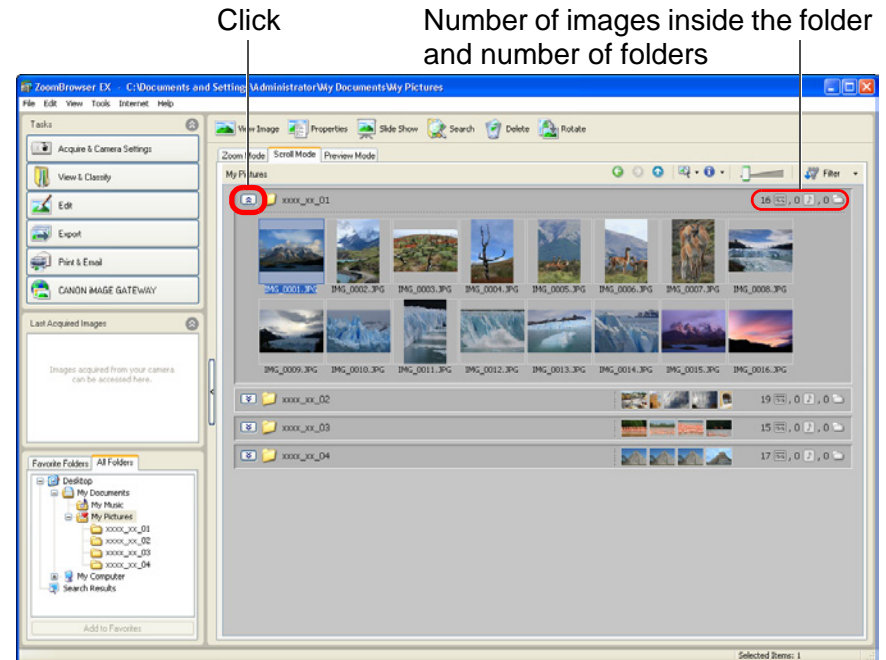 Click
Number of images inside the folder
and number of folders
ZoomBrowser EX - C:\Documents and Settings\Administrator\My Documents\My Pictures
File Edit View Tools Internet Help
Tasks
Acquire & Camera Settings
View & Classify
Edit
Export
Print & Email
CANON iMAGE GATEWAY
Last Acquired Images
Images acquired from your camera
can be accessed here.
Favorite Folders All Folders
Desktop
My Documents
My Music
My Pictures
xxxx_xx_01
xxxx_xx_02
xxxx_xx_03
xxxx_xx_04
My Computer
Search Results
Add to Favorites
View Image Properties Slide Show Search Delete Rotate
Zoom Mode Scroll Mode Preview Mode
My Pictures Filter
xxxx_xx_01 16 , 0 , 0
IMG_0001.JPG IMG_0002.JPG IMG_0003.JPG IMG_0004.JPG IMG_0005.JPG IMG_0006.JPG IMG_0007.JPG IMG_0008.JPG
IMG_0009.JPG IMG_0010.JPG IMG_0011.JPG IMG_0012.JPG IMG_0013.JPG IMG_0014.JPG IMG_0015.JPG IMG_0016.JPG
xxxx_xx_02 19 , 0 , 0
xxxx_xx_03 15 , 0 , 0
xxxx_xx_04 17 , 0 , 0
Selected Items: 1